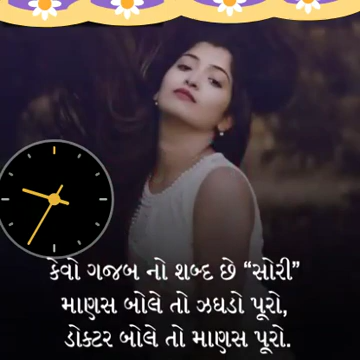 કેવો ગજબ નો શબ્દ છે “સોરી”
માણસ બોલે તો ઝઘડો પૂરો,
ડોક્ટર બોલે તો માણસ પૂરો.